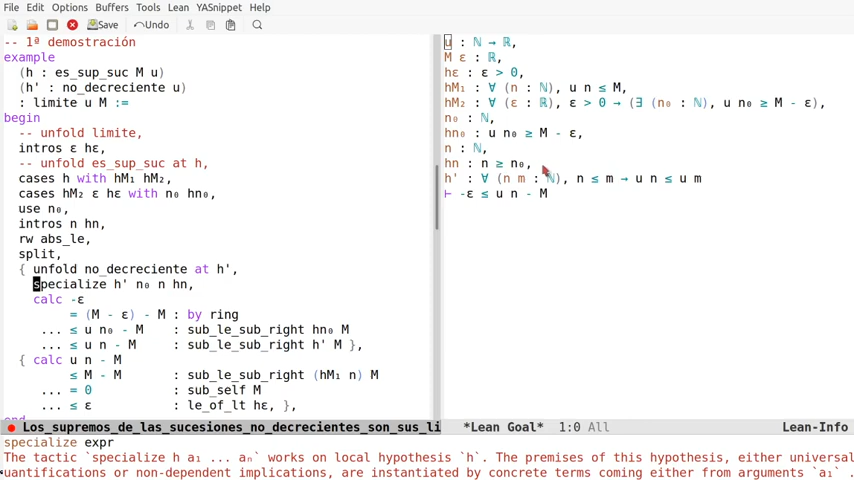 File Edit Options Buffers Tools Lean YASnippet Help
Save Undo
-- 1ª demostración
example
(h : es_sup_suc M u)
(h' : no_decreciente u)
: limite u M :=
begin
-- unfold limite,
intros ε hε,
-- unfold es_sup_suc at h,
cases h with hM₁ hM₂,
cases hM₂ ε hε with n₀ hn₀,
use n₀,
intros n hn,
rw abs_le,
split,
{ unfold no_decreciente at h',
specialize h' n₀ n hn,
calc -ε
= (M - ε) - M : by ring
... ≤ u n₀ - M : sub_le_sub_right hn₀ M
... ≤ u n - M : sub_le_sub_right h' M },
{ calc u n - M
≤ M - M : sub_le_sub_right (hM₁ n) M
... = 0 : sub_self M
... ≤ ε : le_of_lt hε, },
end
u : ℕ → ℝ,
M ε : ℝ,
hε : ε > 0,
hM₁ : ∀ (n : ℕ), u n ≤ M,
hM₂ : ∀ (ε : ℝ), ε > 0 → (∃ (n₀ : ℕ), u n₀ ≥ M - ε),
n₀ : ℕ,
hn₀ : u n₀ ≥ M - ε,
n : ℕ,
hn : n ≥ n₀,
h' : ∀ (n m : ℕ), n ≤ m → u n ≤ u m
⊢ -ε ≤ u n - M
Los_supremos_de_las_sucesiones_no_decrecientes_son_sus_li
*Lean Goal* 1:0 All Lean-Info
specialize expr
The tactic `specialize h a₁ ... aₙ` works on local hypothesis `h`. The premises of this hypothesis, either universal
uantifications or non-dependent implications, are instantiated by concrete terms coming either from arguments `a₁` .